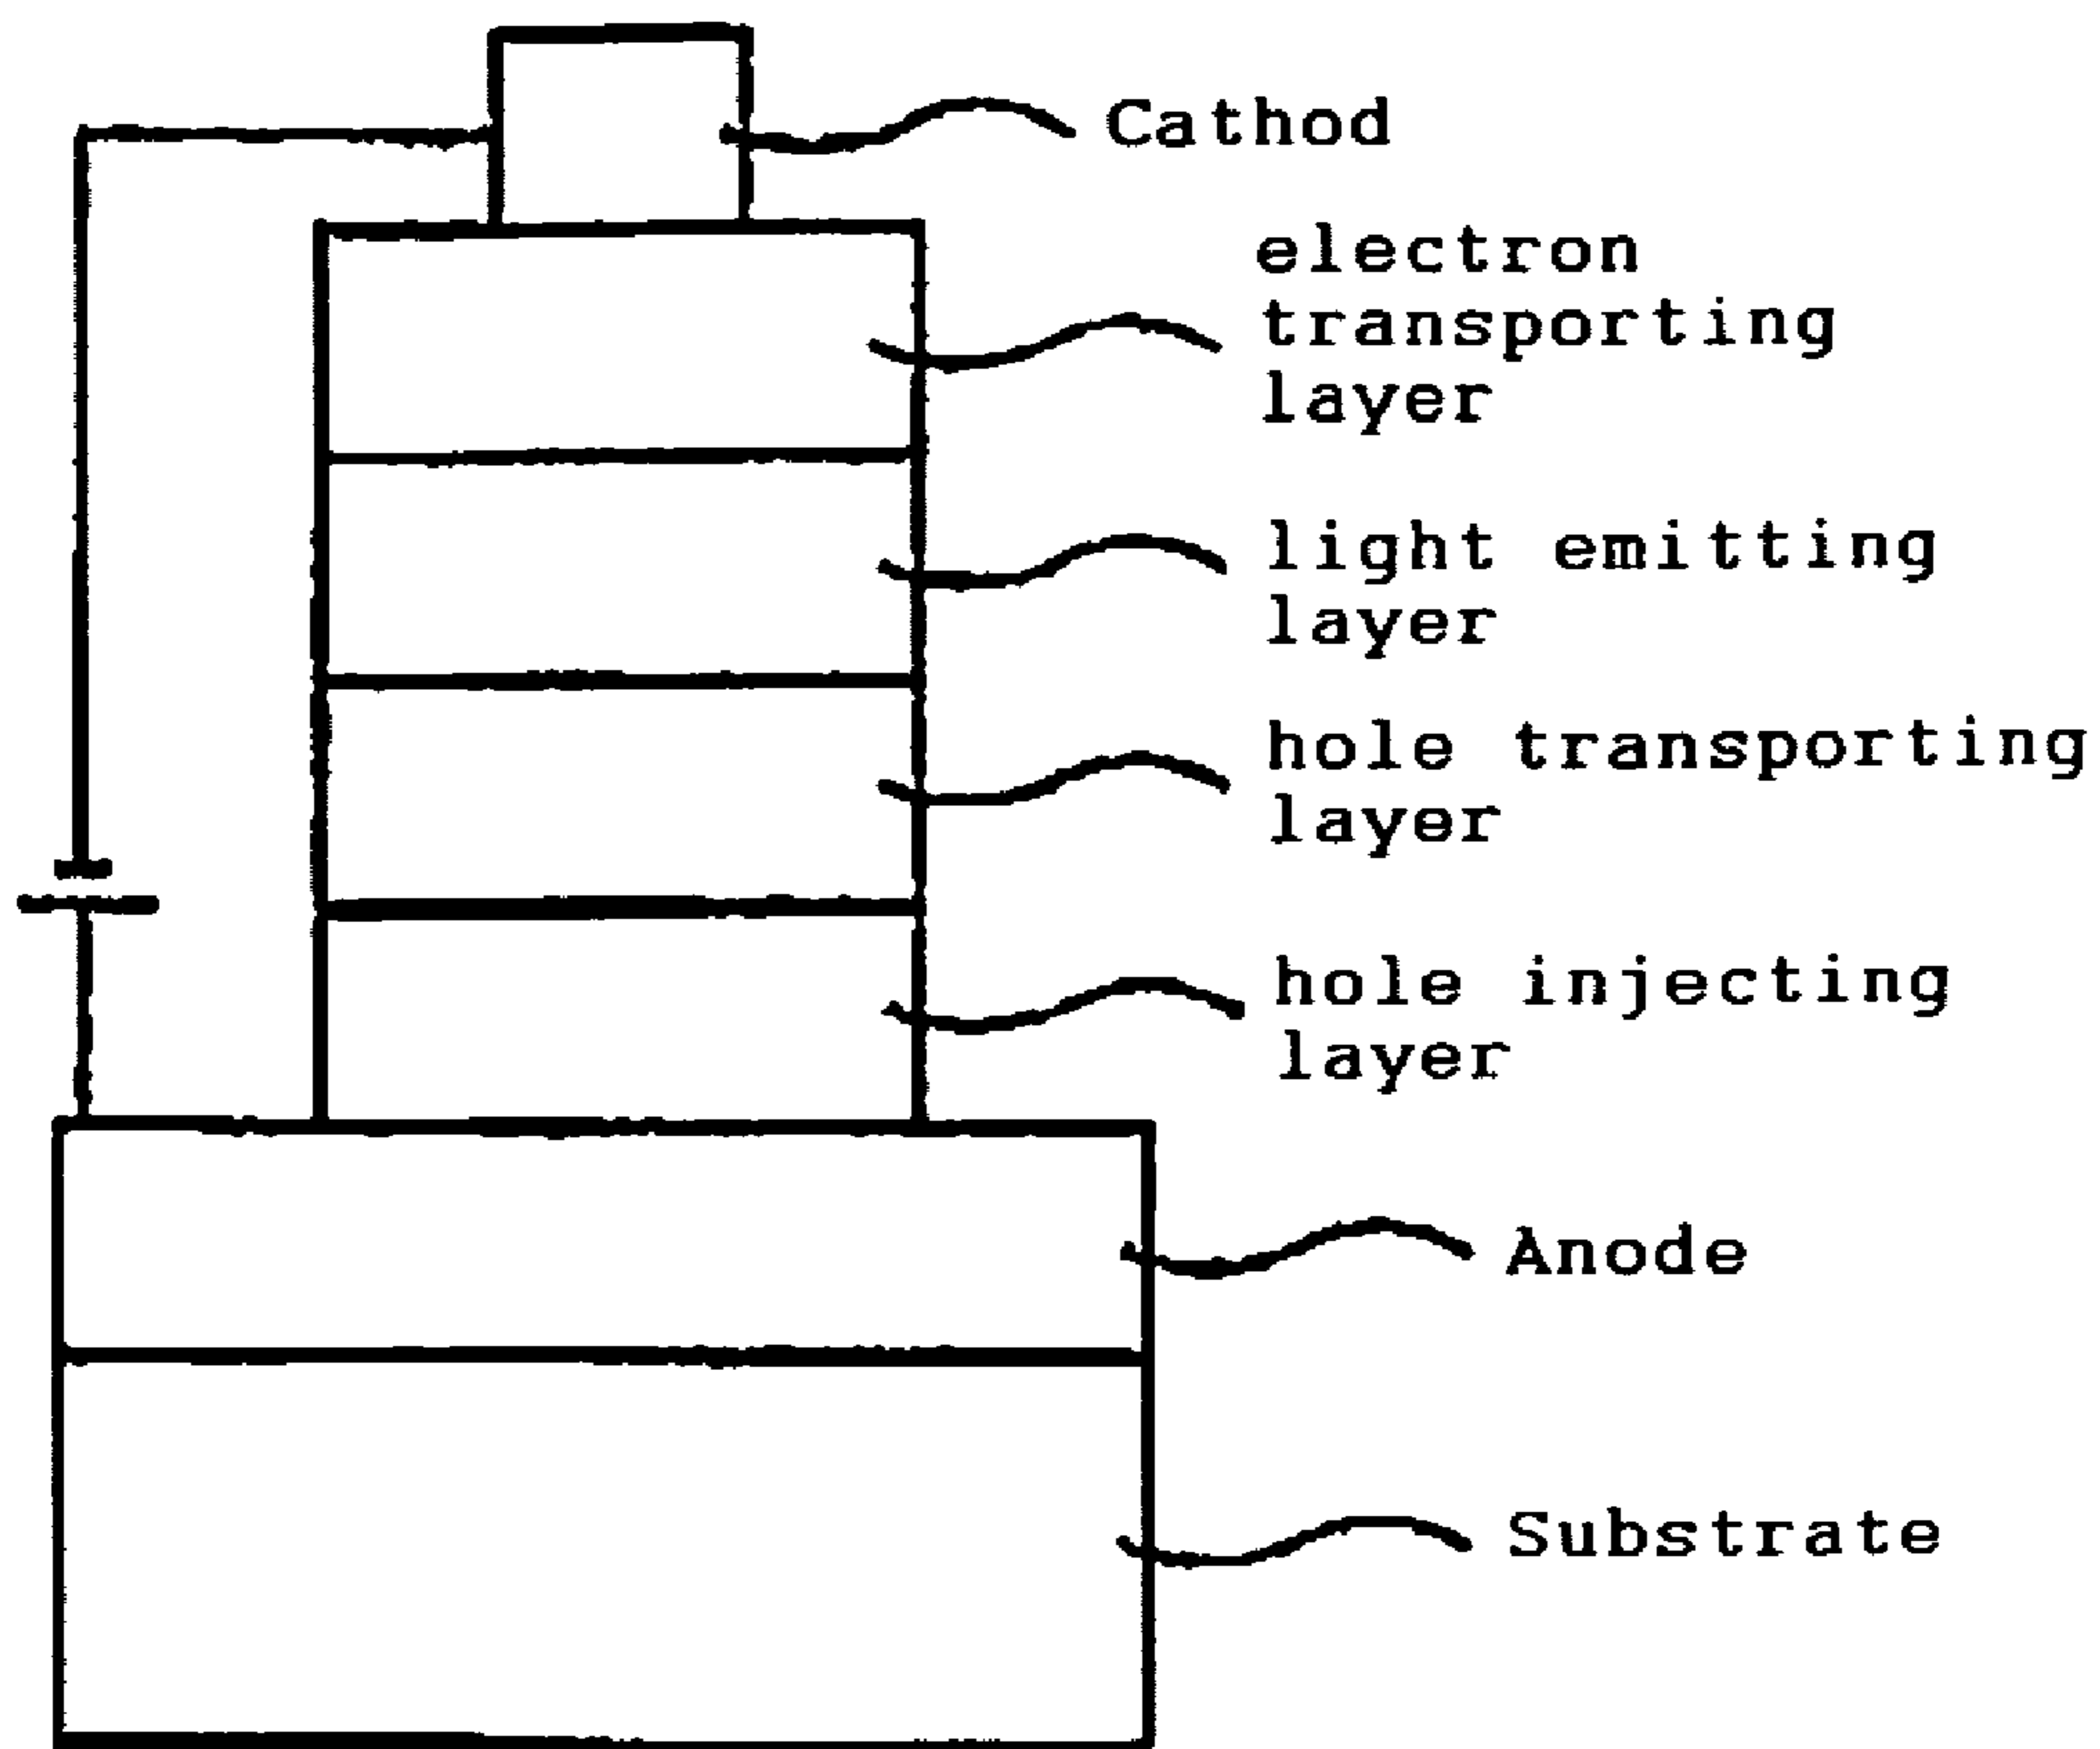 Cathod
electron
transporting
layer
light emitting
layer
hole transporting
layer
hole injecting
layer
Anode
Substrate